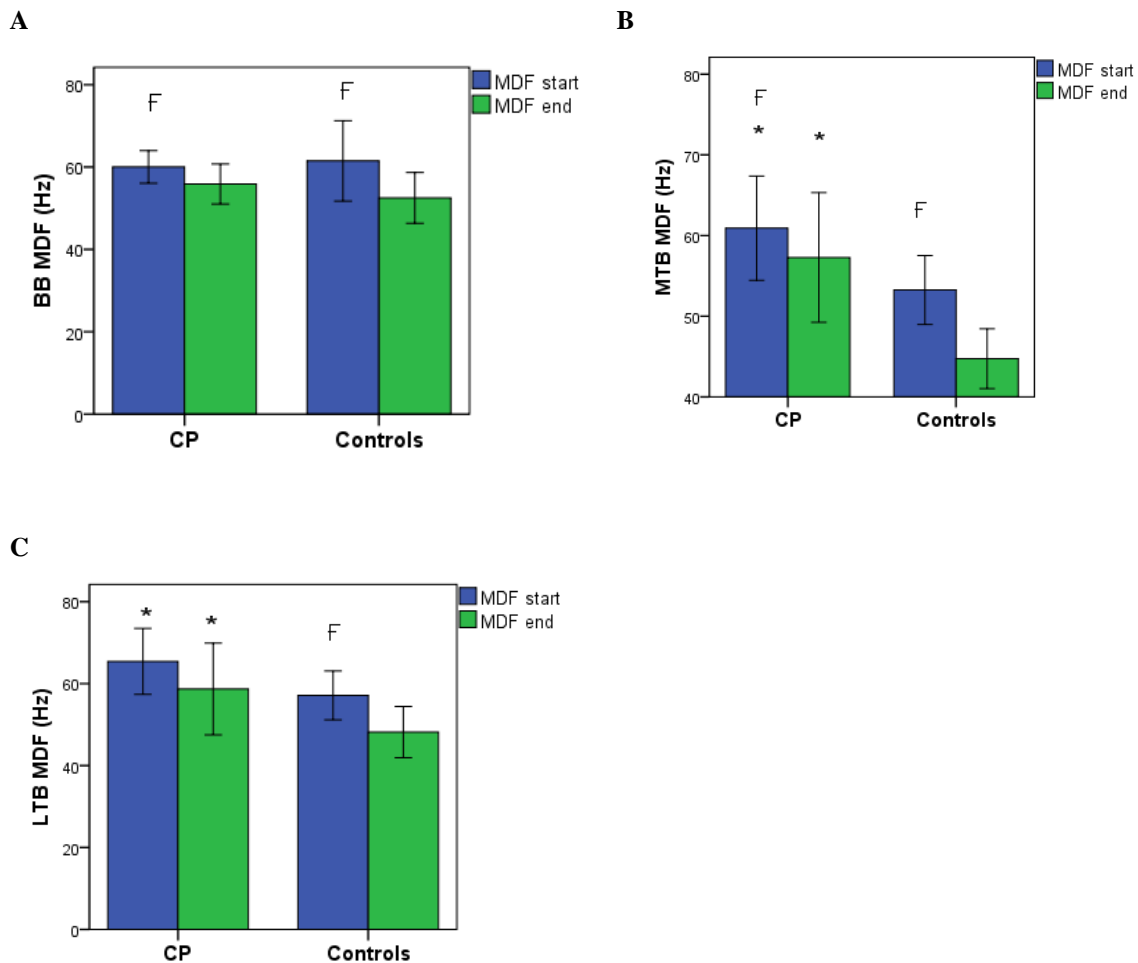 A
BB MDF (Hz)
80
60
40
20
0
₣
₣
CP
Controls
MDF start
MDF end
B
MTB MDF (Hz)
80
70
60
50
40
₣
*
*
₣
CP
Controls
MDF start
MDF end
C
LTB MDF (Hz)
80
60
40
20
0
*
*
₣
CP
Controls
MDF start
MDF end